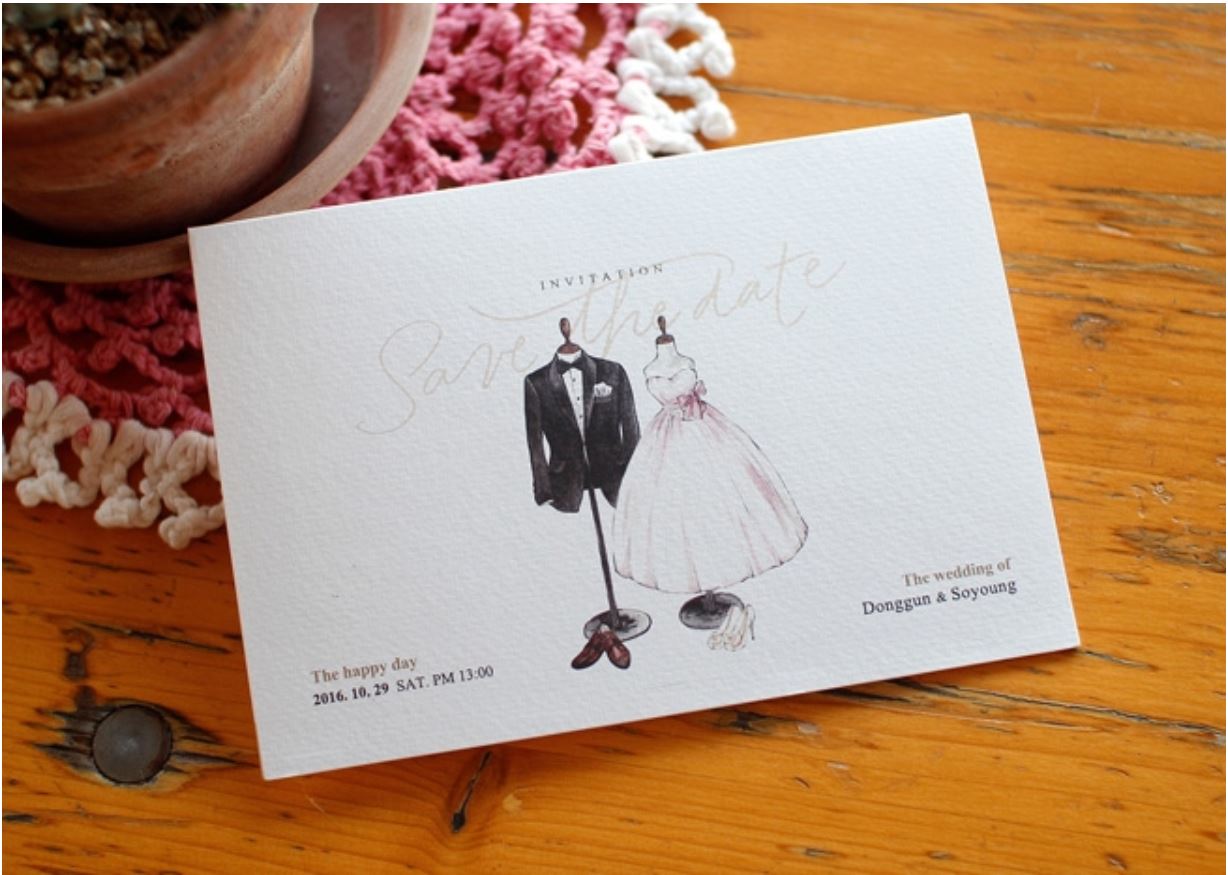 INVITATION
Save the date
The happy day
2016. 10. 29 SAT. PM 13:00
The wedding of
Donggun & Soyoung